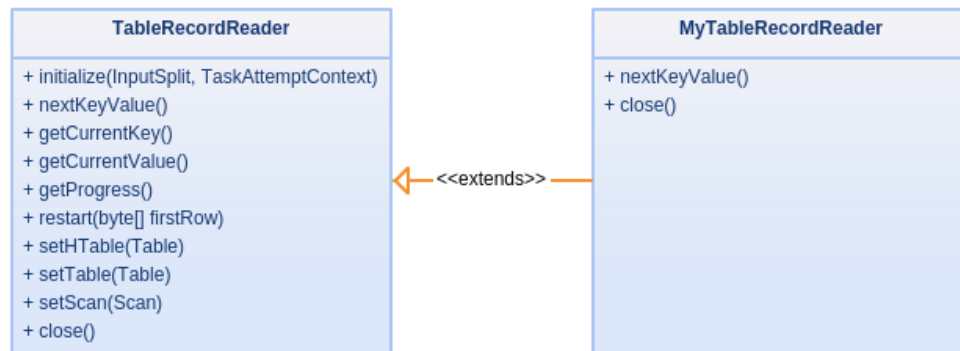 TableRecordReader
+ initialize(InputSplit, TaskAttemptContext)
+ nextKeyValue()
+ getCurrentKey()
+ getCurrentValue()
+ getProgress()
+ restart(byte[] firstRow)
+ setHTable(Table)
+ setTable(Table)
+ setScan(Scan)
+ close()
<<extends>>
MyTableRecordReader
+ nextKeyValue()
+ close()